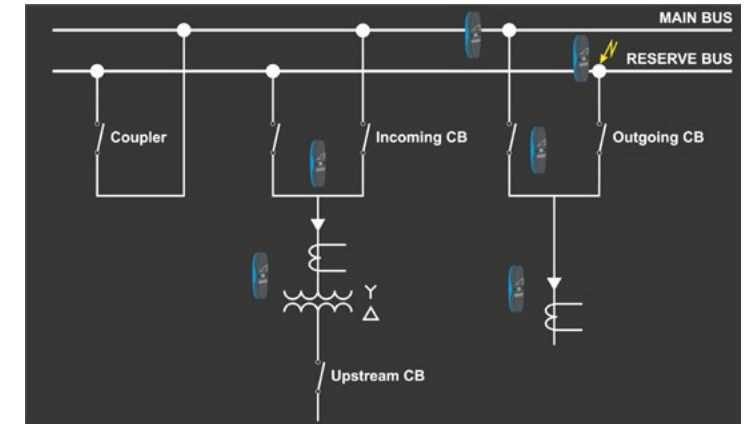 MAIN BUS
RESERVE BUS
Coupler
Incoming CB
Outgoing CB
Y
Δ
Upstream CB